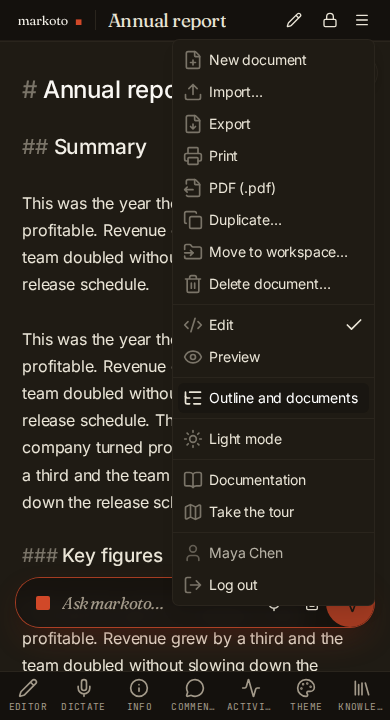 markoto Annual report
# Annual repo
New document
Import...
Export
Print
PDF (.pdf)
Duplicate...
Move to workspace...
Delete document...
Edit
Preview
Outline and documents
Light mode
Documentation
Take the tour
Maya Chen
Log out
## Summary
This was the year the
profitable. Revenue
team doubled withou
release schedule.
This was the year the
profitable. Revenue
team doubled withou
release schedule. Th
company turned pro
a third and the team
down the release sch
### Key figures
Ask markoto...
profitable. Revenue grew by a third and the
team doubled without slowing down the
EDITOR DICTATE INFO COMMEN… ACTIVI… THEME KNOWLE…